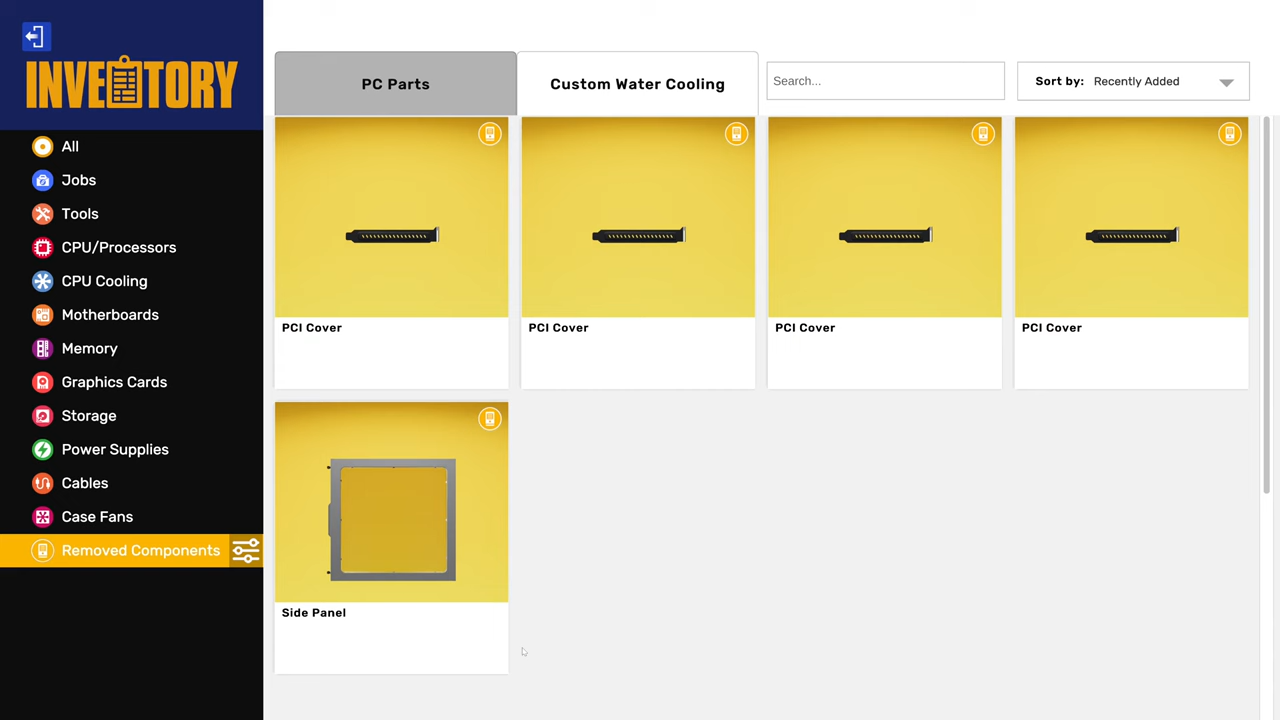 INVENTORY
All
Jobs
Tools
CPU/Processors
CPU Cooling
Motherboards
Memory
Graphics Cards
Storage
Power Supplies
Cables
Case Fans
Removed Components
PC Parts
Custom Water Cooling
Search...
Sort by: Recently Added
PCI Cover
PCI Cover
PCI Cover
PCI Cover
Side Panel